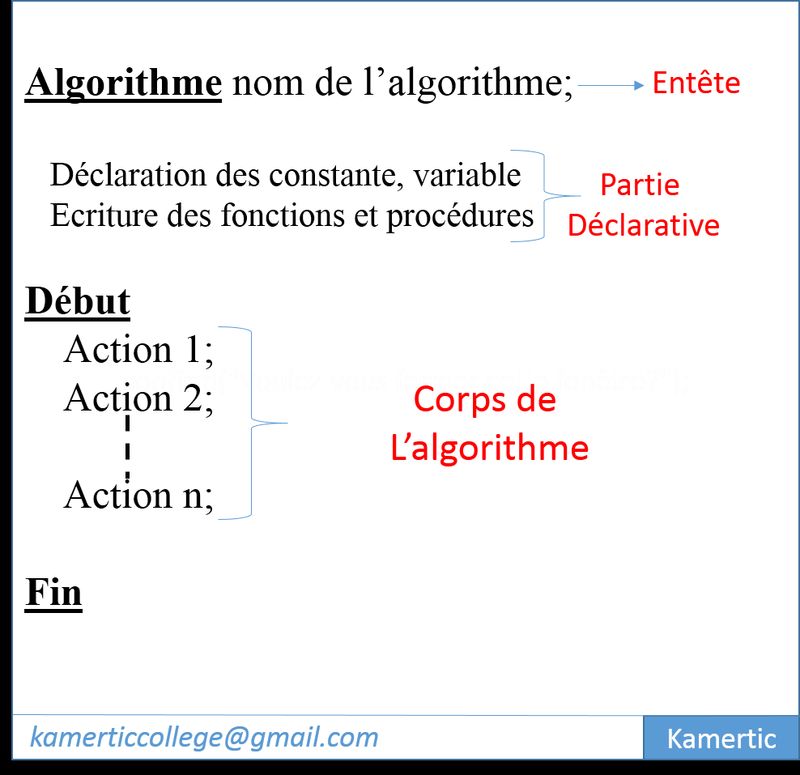 Algorithme nom de l’algorithme;
Entête
Déclaration des constante, variable
Ecriture des fonctions et procédures
Partie
Déclarative
Début
Action 1;
Action 2;
Action n;
Corps de
L’algorithme
Fin
kamerticcollege@gmail.com
Kamertic